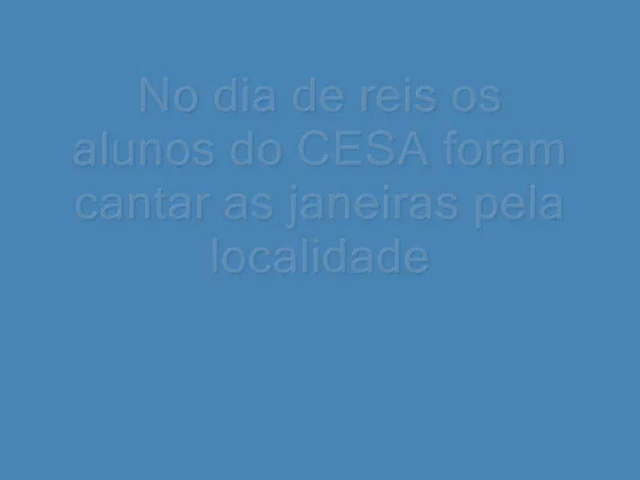 No dia de reis os
alunos do CESA foram
cantar as janeiras pela
localidade